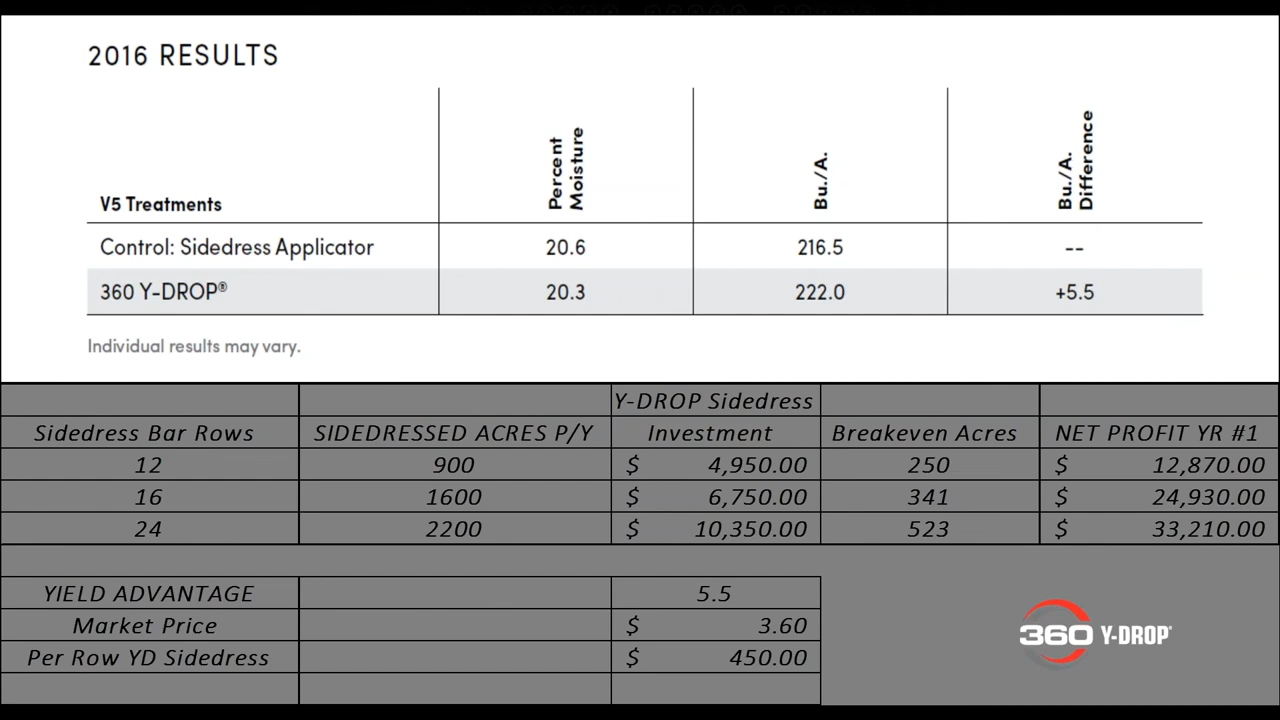 2016 RESULTS
V5 Treatments Percent Moisture Bu./A. Bu./A. Difference
Control: Sidedress Applicator 20.6 216.5 --
360 Y-DROP® 20.3 222.0 +5.5
Individual results may vary.
Y-DROP Sidedress
Sidedress Bar Rows SIDEDRESSED ACRES P/Y Investment Breakeven Acres NET PROFIT YR #1
12 900 $ 4,950.00 250 $ 12,870.00
16 1600 $ 6,750.00 341 $ 24,930.00
24 2200 $ 10,350.00 523 $ 33,210.00
YIELD ADVANTAGE 5.5
Market Price $ 3.60
Per Row YD Sidedress $ 450.00
360 Y-DROP®